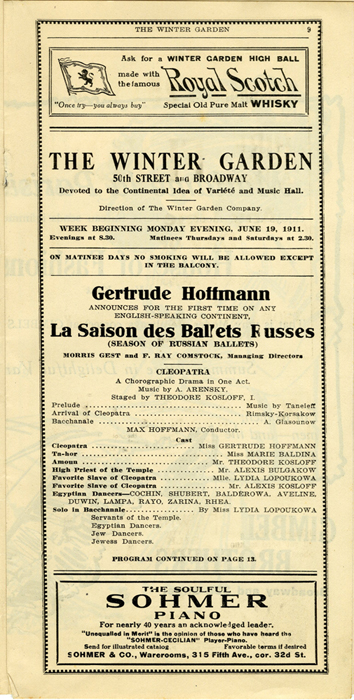 THE WINTER GARDEN 9
Ask for a WINTER GARDEN HIGH BALL
made with the famous Royal Scotch
"Once try—you always buy" Special Old Pure Malt WHISKY
THE WINTER GARDEN
50th STREET and BROADWAY
Devoted to the Continental Idea of Variété and Music Hall.
Direction of The Winter Garden Company.
WEEK BEGINNING MONDAY EVENING, JUNE 19, 1911.
Evenings at 8.30. Matinees Thursdays and Saturdays at 2.30.
ON MATINEE DAYS NO SMOKING WILL BE ALLOWED EXCEPT
IN THE BALCONY.
Gertrude Hoffmann
ANNOUNCES FOR THE FIRST TIME ON ANY
ENGLISH-SPEAKING CONTINENT,
La Saison des Ballets Russes
(SEASON OF RUSSIAN BALLETS)
MORRIS GEST and F. RAY COMSTOCK, Managing Directors
CLEOPATRA
A Chorographic Drama in One Act.
Music by A. ARENSKY.
Staged by THEODORE KOSLOFF, I.
Prelude Music by Taneieff
Arrival of Cleopatra Rimsky-Korsakow
Bacchanale A. Glasounow
MAX HOFFMANN, Conductor.
Cast
Cleopatra Miss GERTRUDE HOFFMANN
Ta-hor Miss MARIE BALDINA
Amoun Mr. THEODORE KOSLOFF
High Priest of the Temple Mr. ALEXIS BULGAKOW
Favorite Slave of Cleopatra Mlle. LYDIA LOPOUKOWA
Favorite Slave of Cleopatra Mr. ALEXIS KOSLOFF
Egyptian Dancers—COCHIN, SHUBERT, BALDEROWA, AVELINE,
DUWIN, LAMPA, RAYO, ZARINA, RHEA.
Solo in Bacchanale By Miss LYDIA LOPOUKOWA
Servants of the Temple.
Egyptian Dancers.
Jew Dancers.
Jewess Dancers.
PROGRAM CONTINUED ON PAGE 13.
THE SOULFUL
SOHMER
PIANO
For nearly 40 years an acknowledged leader.
"Unequalled in Merit" is the opinion of those who have heard the
"SOHMER-CECILIAN" Player-Piano.
Send for illustrated catalog Favorable terms if desired
SOHMER & CO., Warerooms, 315 Fifth Ave., cor. 32d St.